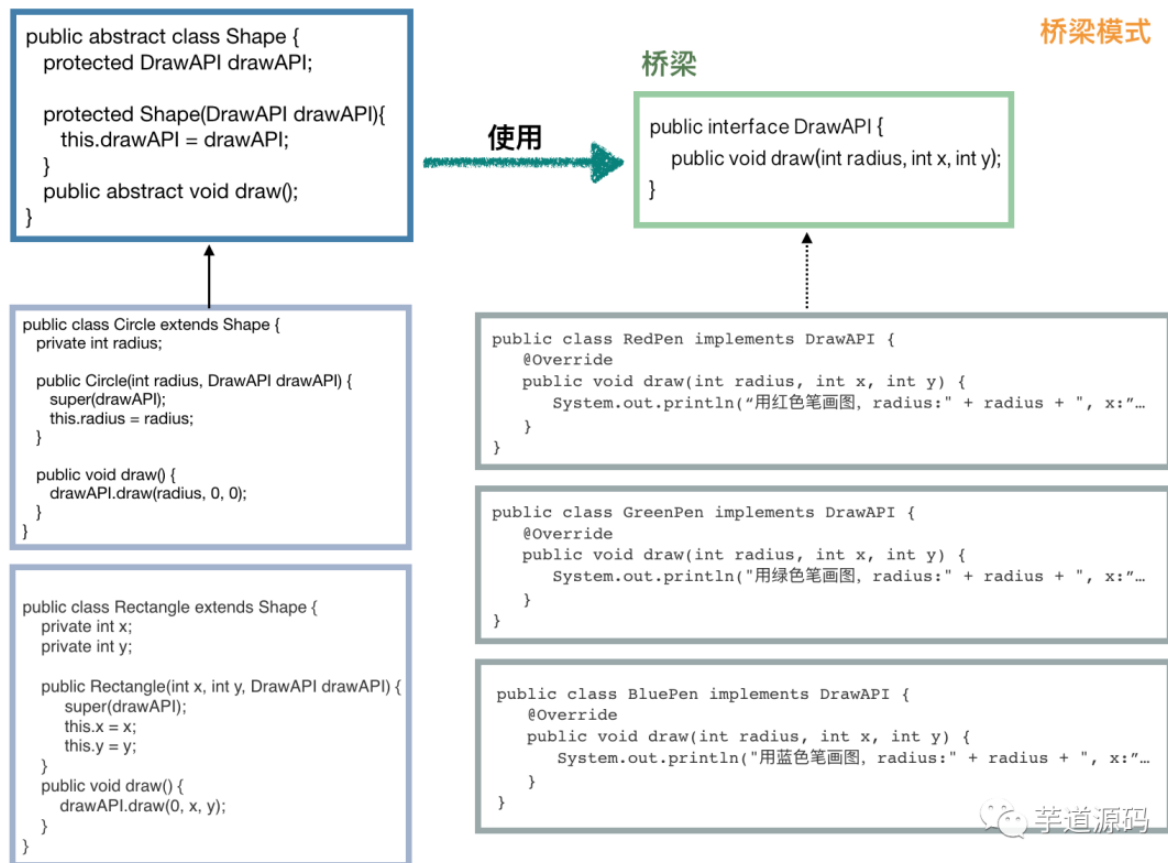 桥梁模式
public abstract class Shape {
protected DrawAPI drawAPI;
protected Shape(DrawAPI drawAPI){
this.drawAPI = drawAPI;
}
public abstract void draw();
}
使用
桥梁
public interface DrawAPI {
public void draw(int radius, int x, int y);
}
public class Circle extends Shape {
private int radius;
public Circle(int radius, DrawAPI drawAPI) {
super(drawAPI);
this.radius = radius;
}
public void draw() {
drawAPI.draw(radius, 0, 0);
}
}
public class Rectangle extends Shape {
private int x;
private int y;
public Rectangle(int x, int y, DrawAPI drawAPI) {
super(drawAPI);
this.x = x;
this.y = y;
}
public void draw() {
drawAPI.draw(0, x, y);
}
}
public class RedPen implements DrawAPI {
@Override
public void draw(int radius, int x, int y) {
System.out.println(“用红色笔画图，radius:" + radius + ", x:”…
}
}
public class GreenPen implements DrawAPI {
@Override
public void draw(int radius, int x, int y) {
System.out.println("用绿色笔画图，radius:" + radius + ", x:”…
}
}
public class BluePen implements DrawAPI {
@Override
public void draw(int radius, int x, int y) {
System.out.println("用蓝色笔画图，radius:" + radius + ", x:”…
}
}
芋道源码